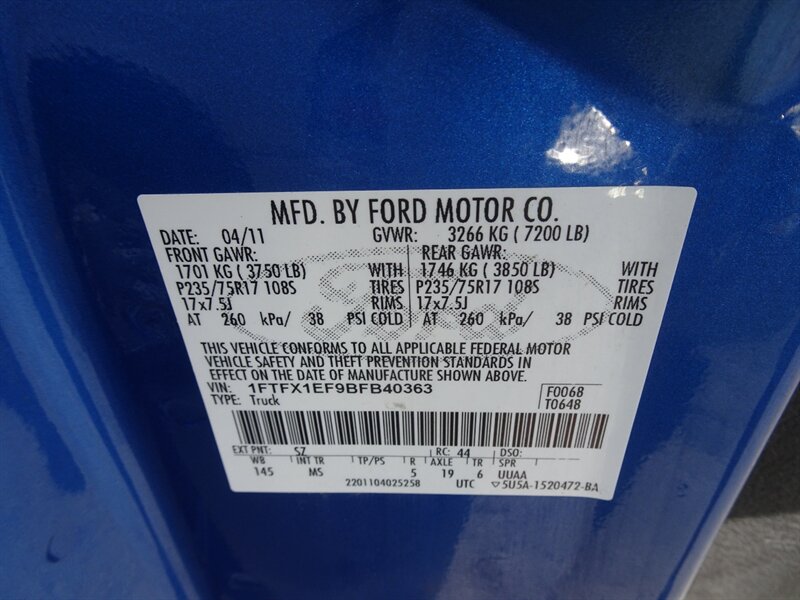 MFD. BY FORD MOTOR CO.
DATE: 04/11 GVWR: 3266 KG ( 7200 LB)
FRONT GAWR: REAR GAWR:
1701 KG ( 3750 LB) WITH 1746 KG ( 3850 LB) WITH
P235/75R17 108S TIRES P235/75R17 108S TIRES
17x7.5J RIMS 17x7.5J RIMS
AT 260 kPa/ 38 PSI COLD AT 260 kPa/ 38 PSI COLD
THIS VEHICLE CONFORMS TO ALL APPLICABLE FEDERAL MOTOR
VEHICLE SAFETY AND THEFT PREVENTION STANDARDS IN
EFFECT ON THE DATE OF MANUFACTURE SHOWN ABOVE.
VIN: 1FTFX1EF9BFB40363 F0068
TYPE: Truck T0648
EXT PNT: SZ RC: 44 DSO:
WB INT TR TP/PS R AXLE TR SPR
145 MS 5 19 6 UUAA
2201104025258 UTC ▽5U5A-1520472-BA
Ford